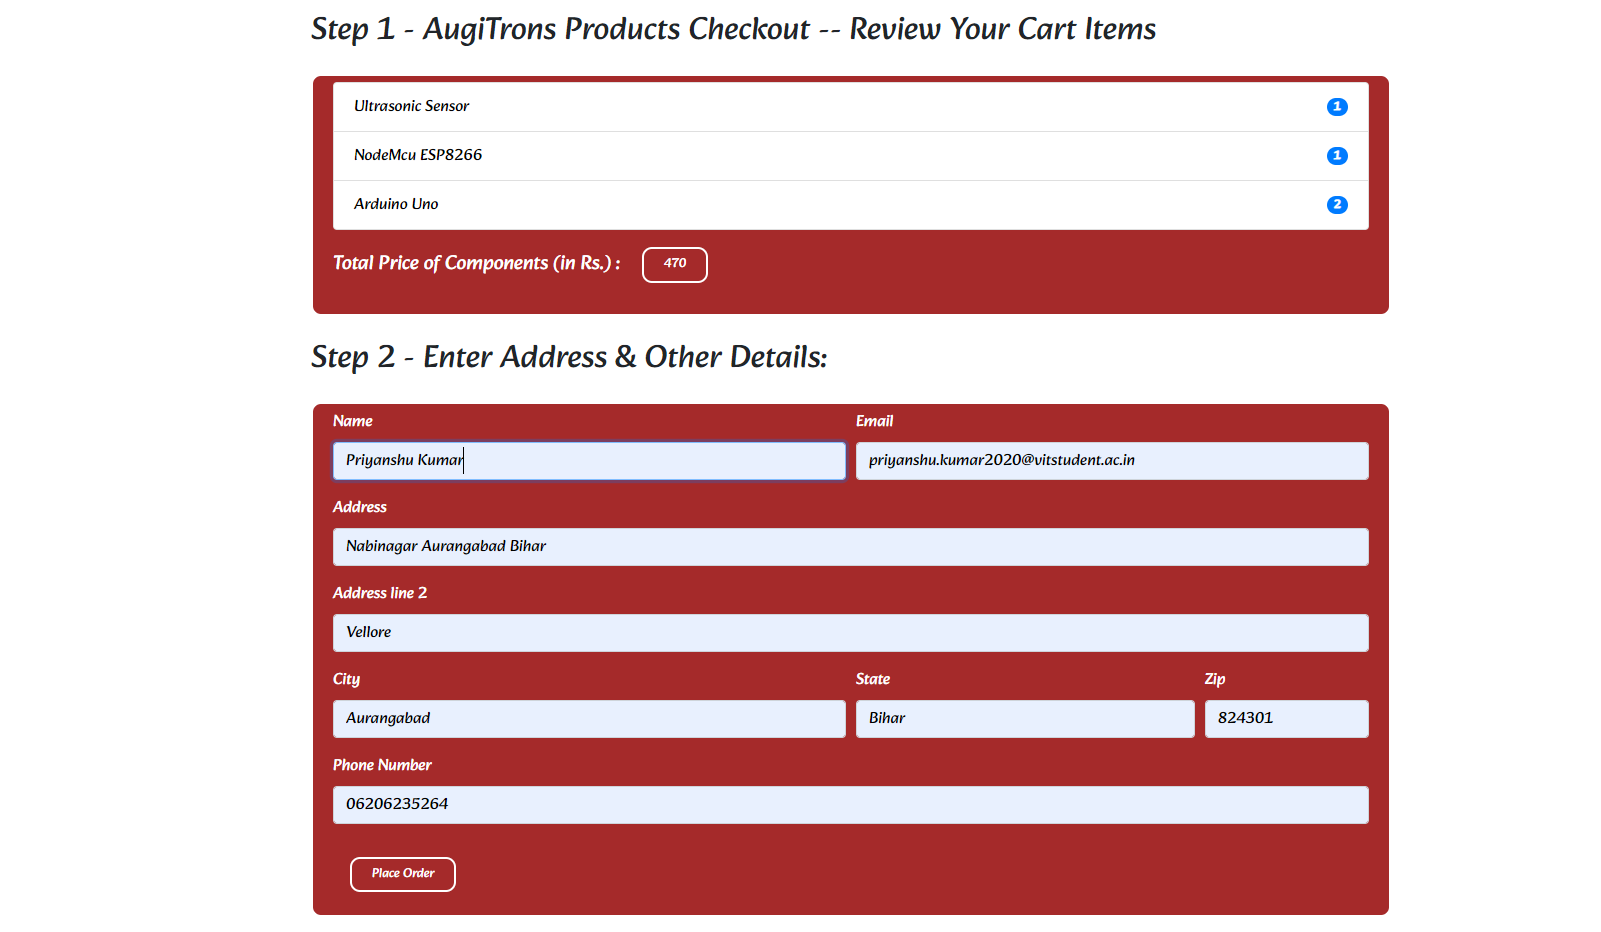 Step 1 - AugiTrons Products Checkout -- Review Your Cart Items
Ultrasonic Sensor 1
NodeMcu ESP8266 1
Arduino Uno 2
Total Price of Components (in Rs.) : 470
Step 2 - Enter Address & Other Details:
Name Email
Priyanshu Kumar priyanshu.kumar2020@vitstudent.ac.in
Address
Nabinagar Aurangabad Bihar
Address line 2
Vellore
City State Zip
Aurangabad Bihar 824301
Phone Number
06206235264
Place Order